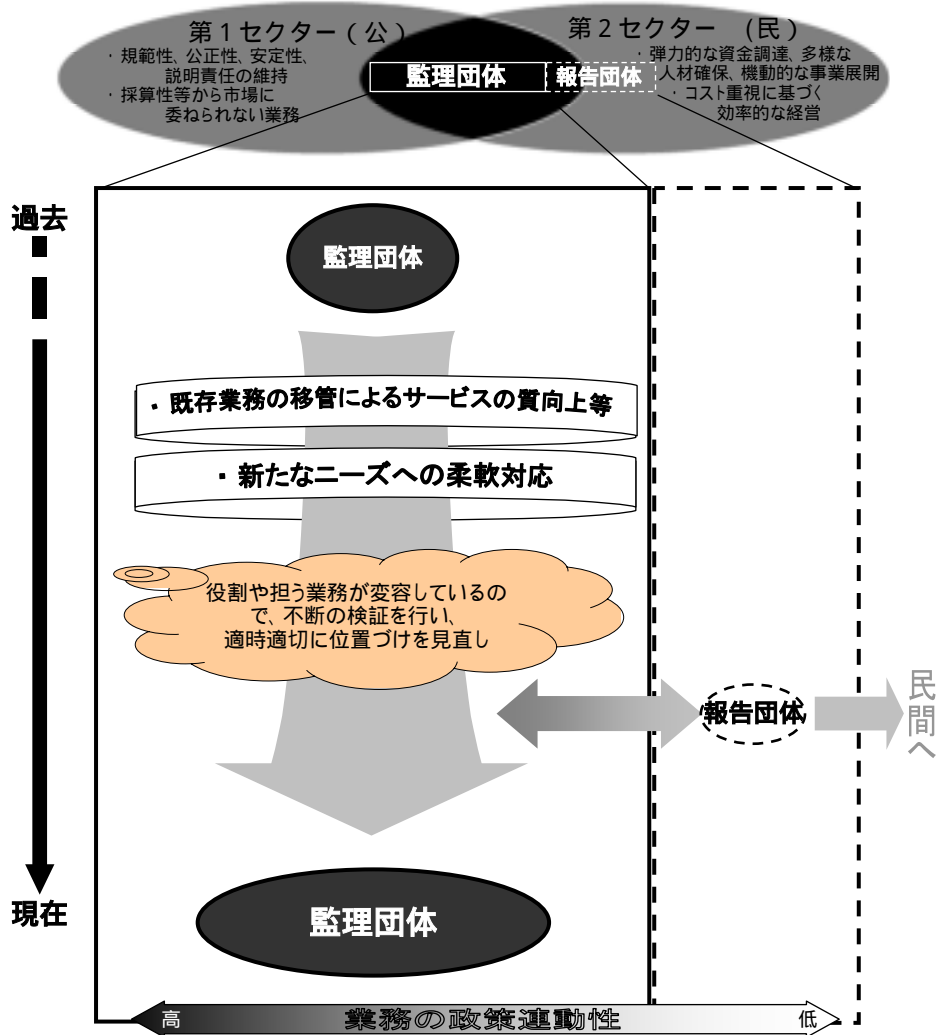 第１セクター（公）
・規範性、公正性、安定性、
説明責任の維持
・採算性等から市場に
委ねられない業務
第２セクター　（民）
・弾力的な資金調達、多様な
人材確保、機動的な事業展開
・コスト重視に基づく
効率的な経営
監理団体
報告団体
過去
監理団体
・既存業務の移管によるサービスの質向上等
・新たなニーズへの柔軟対応
役割や担う業務が変容しているの
で、不断の検証を行い、
適時適切に位置づけを見直し
報告団体
民間へ
現在
監理団体
高
業務の政策連動性
低